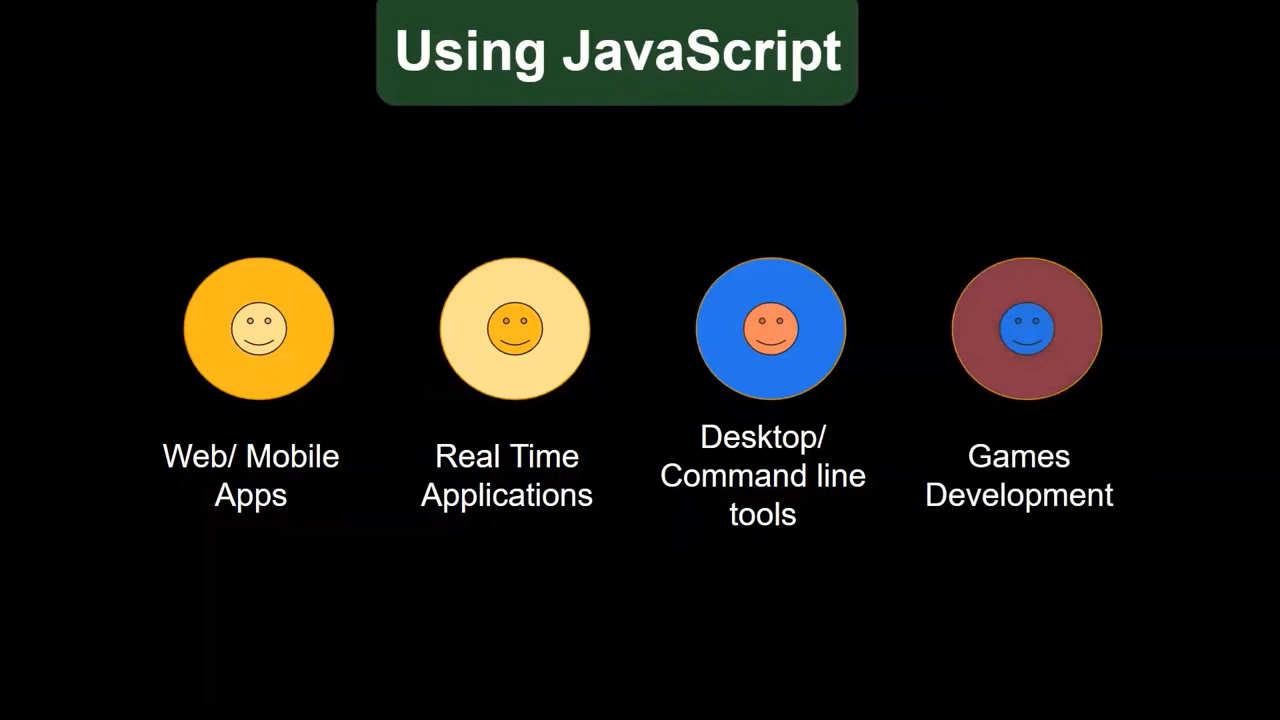 Using JavaScript
Web/ Mobile
Apps
Real Time
Applications
Desktop/
Command line
tools
Games
Development